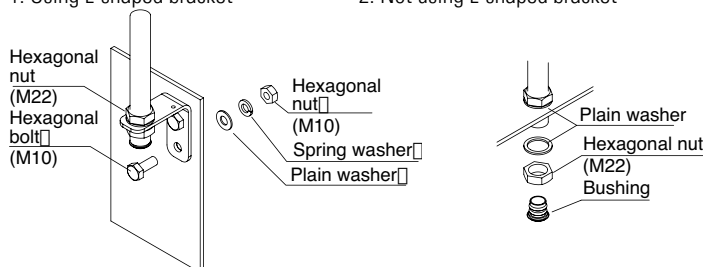 1. Using L-shaped bracket
2. Not using L-shaped bracket
Hexagonal
nut
(M22)
Hexagonal
bolt
(M10)
Hexagonal
nut
(M10)
Spring washer
Plain washer
Plain washer
Hexagonal nut
(M22)
Bushing